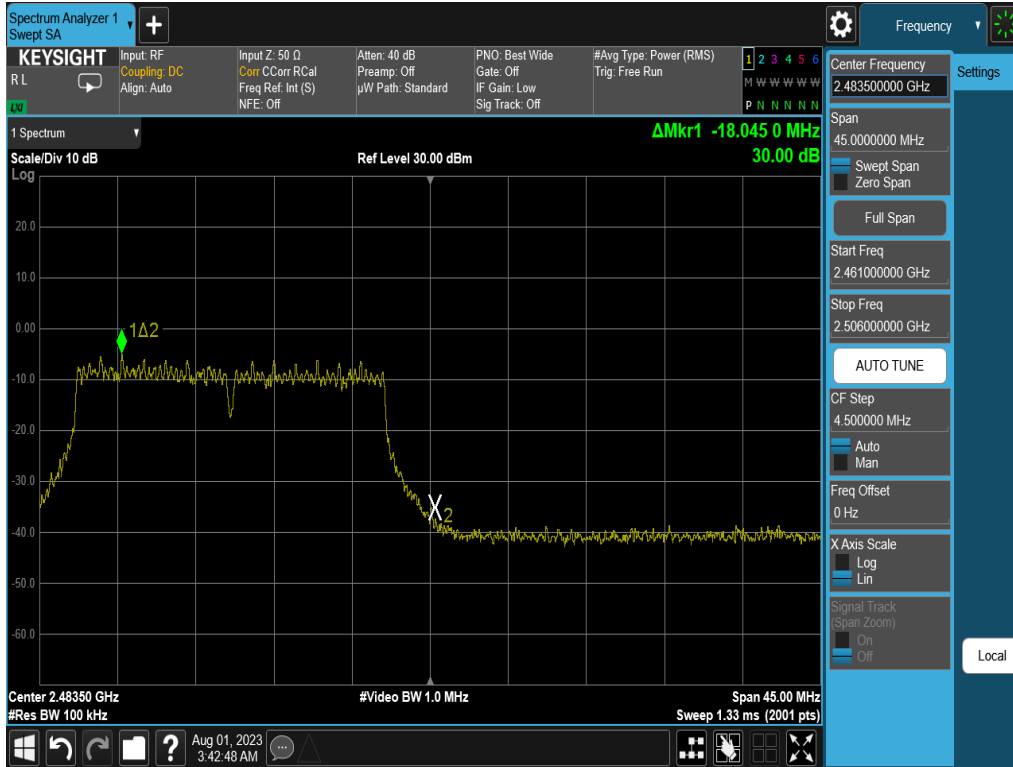 Spectrum Analyzer 1
Swept SA
Frequency
KEYSIGHT
R L
LXI
Input: RF
Coupling: DC
Align: Auto
Input Z: 50 Ω
Corr CCorr RCal
Freq Ref: Int (S)
NFE: Off
Atten: 40 dB
Preamp: Off
µW Path: Standard
PNO: Best Wide
Gate: Off
IF Gain: Low
Sig Track: Off
#Avg Type: Power (RMS)
Trig: Free Run
1 2 3 4 5 6
M W W W W W
P N N N N N
1 Spectrum
ΔMkr1 -18.045 0 MHz
30.00 dB
Scale/Div 10 dB
Ref Level 30.00 dBm
Log
20.0
10.0
0.00
-10.0
-20.0
-30.0
-40.0
-50.0
-60.0
1Δ2
2
Center 2.48350 GHz
#Video BW 1.0 MHz
Span 45.00 MHz
#Res BW 100 kHz
Sweep 1.33 ms (2001 pts)
Center Frequency
2.483500000 GHz
Settings
Span
45.0000000 MHz
Swept Span
Zero Span
Full Span
Start Freq
2.461000000 GHz
Stop Freq
2.506000000 GHz
AUTO TUNE
CF Step
4.500000 MHz
Auto
Man
Freq Offset
0 Hz
X Axis Scale
Log
Lin
Signal Track
(Span Zoom)
On
Off
Local
Aug 01, 2023
3:42:48 AM